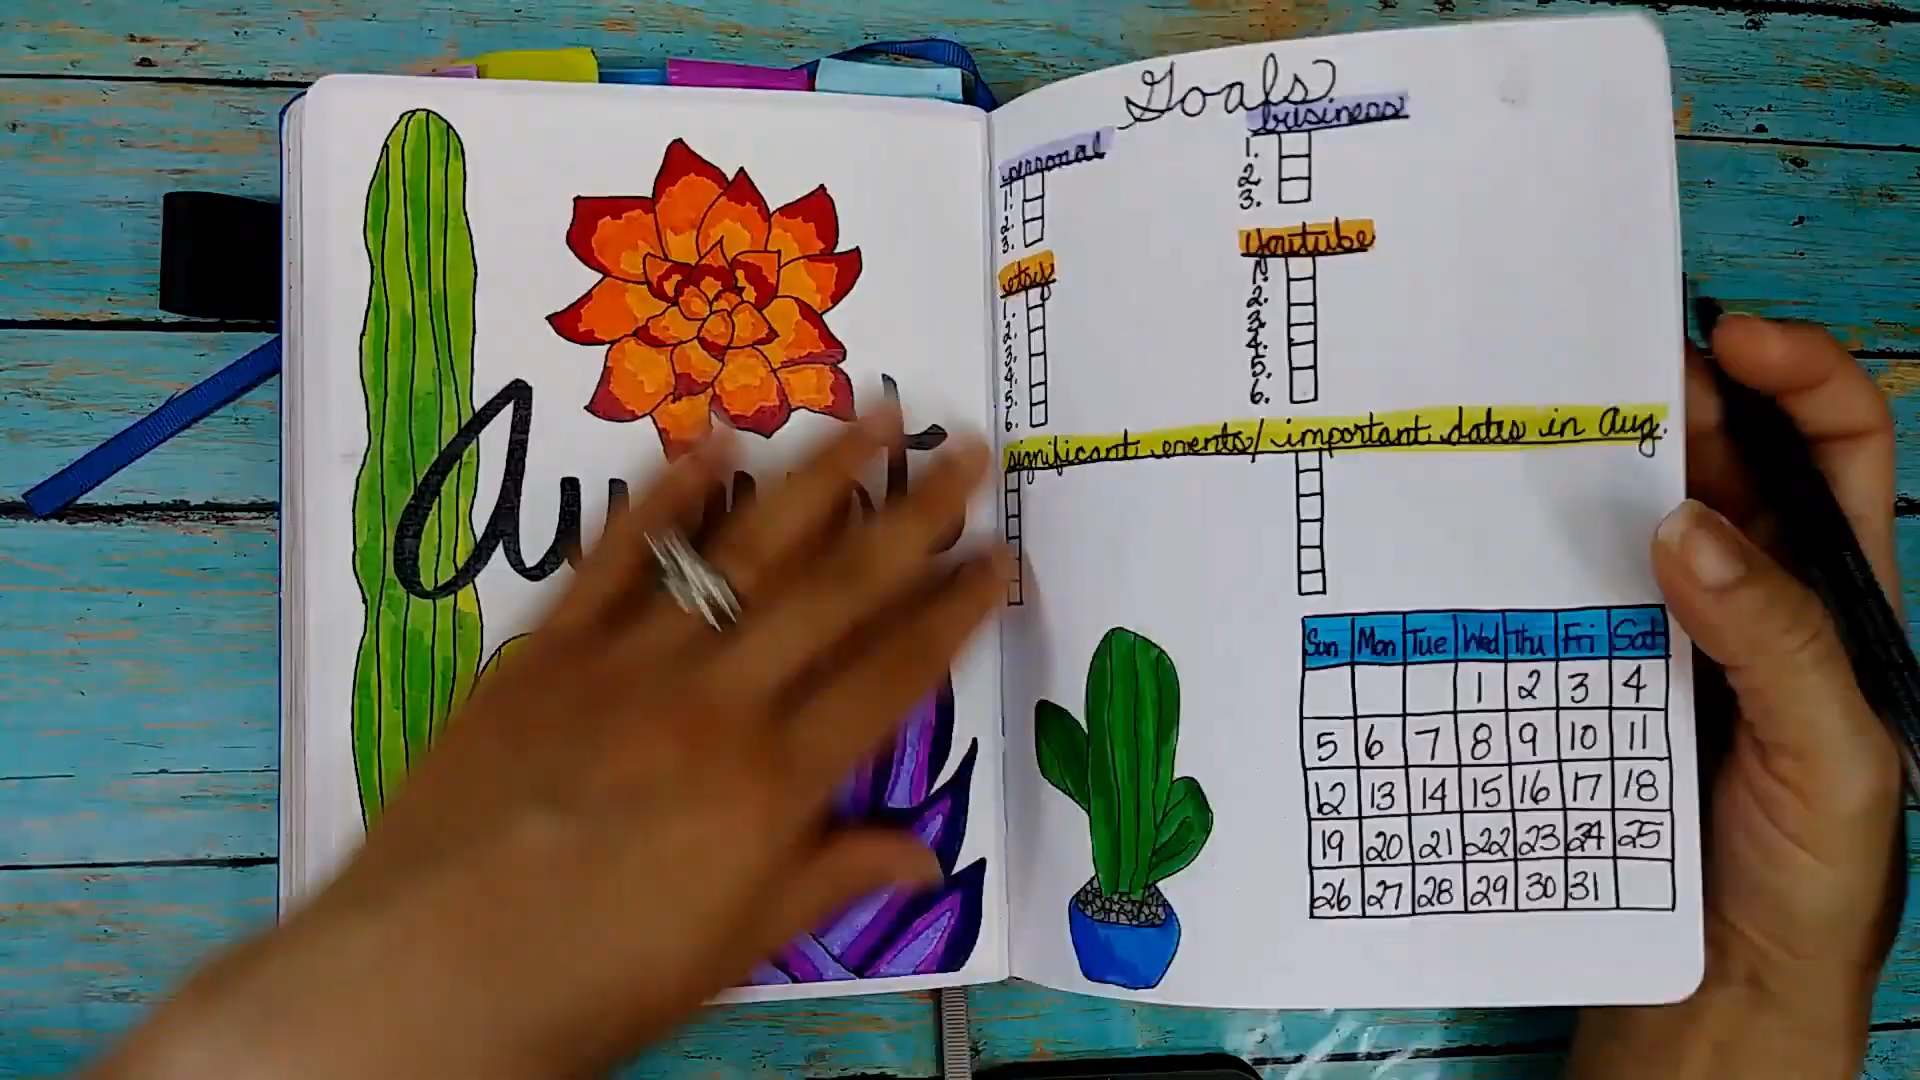 Goals
personal
1.
2.
3.
business
1.
2.
3.
etsy
1.
2.
3.
4.
5.
6.
youtube
1.
2.
3.
4.
5.
6.
significant events/important dates in Aug.
Sun Mon Tue Wed Thu Fri Sat
1 2 3 4
5 6 7 8 9 10 11
12 13 14 15 16 17 18
19 20 21 22 23 24 25
26 27 28 29 30 31